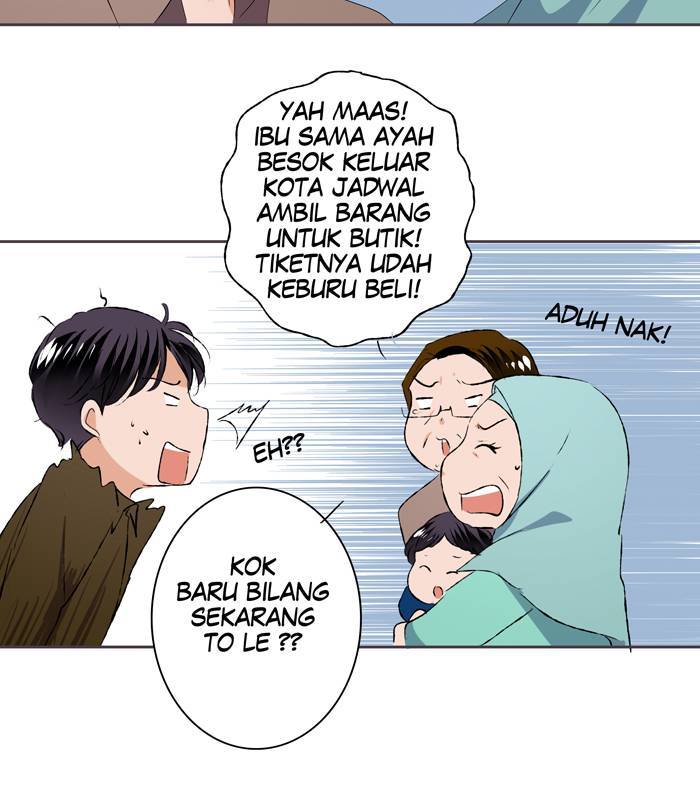 YAH MAAS!
IBU SAMA AYAH
BESOK KELUAR
KOTA JADWAL
AMBIL BARANG
UNTUK BUTIK!
TIKETNYA UDAH
KEBURU BELI!
ADUH NAK!
EH??
KOK
BARU BILANG
SEKARANG
TO LE ??